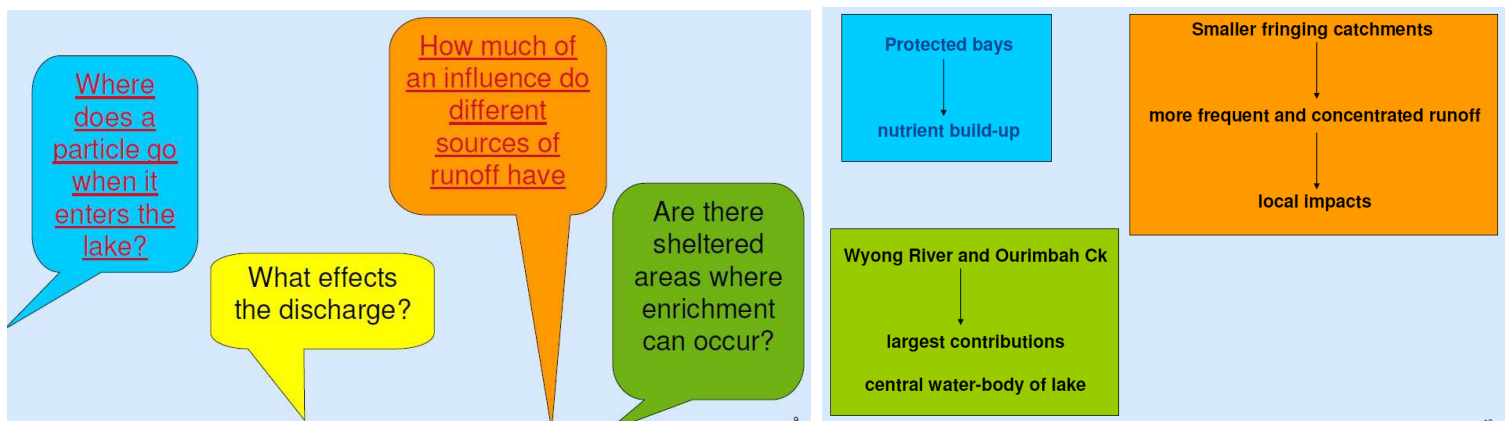 Where
does a
particle go
when it
enters the
lake?
What effects
the discharge?
How much of
an influence do
different
sources of
runoff have
Are there
sheltered
areas where
enrichment
can occur?
Protected bays
nutrient build-up
Smaller fringing catchments
more frequent and concentrated runoff
local impacts
Wyong River and Ourimbah Ck
largest contributions
central water-body of lake